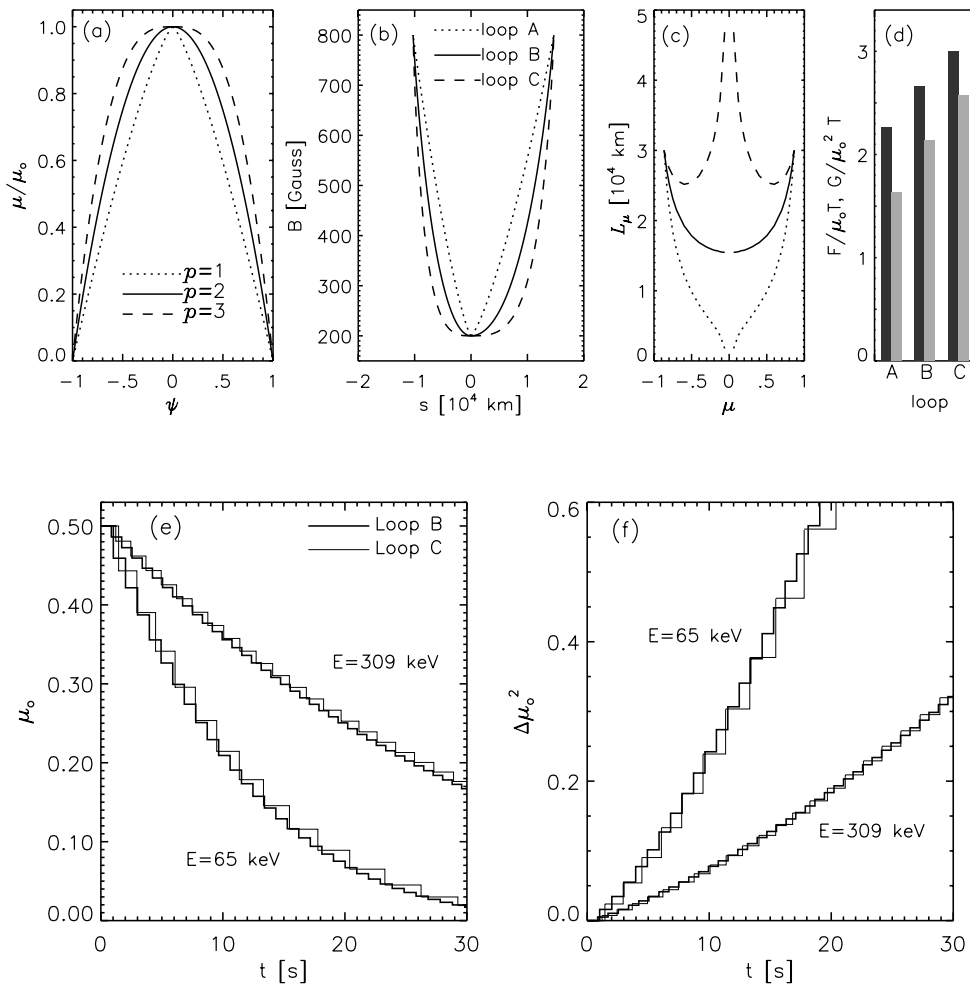 (a)
μ/μₒ
1.0
0.8
0.6
0.4
0.2
0.0
p=1
p=2
p=3
-1 -.5 0 .5 1
ψ
(b)
B [Gauss]
800
700
600
500
400
300
200
loop A
loop B
loop C
-2 -1 0 1 2
s [10⁴ km]
(c)
L_μ [10⁴ km]
5
4
3
2
1
0
-1 -.5 0 .5 1
μ
(d)
F/μₒT, G/μₒ² T
3
2
1
0
A B C
loop
(e)
Loop B
Loop C
μₒ
0.50
0.40
0.30
0.20
0.10
0.00
E=309 keV
E=65 keV
0 10 20 30
t [s]
(f)
Δμₒ²
0.6
0.4
0.2
0.0
E=65 keV
E=309 keV
0 10 20 30
t [s]